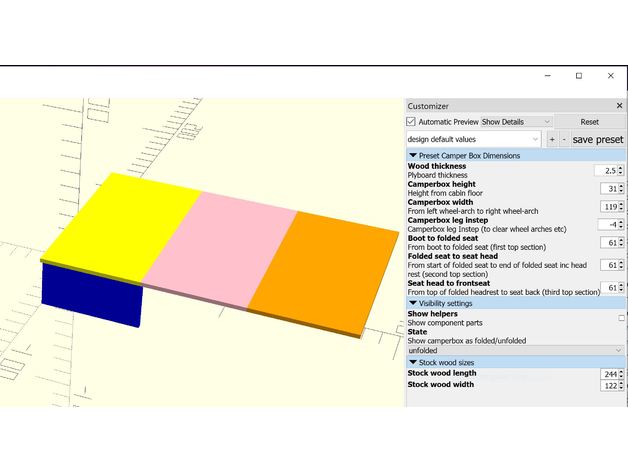 Customizer
Automatic Preview Show Details Reset
design default values + - save preset
Preset Camper Box Dimensions
Wood thickness
Plyboard thickness 2.5
Camperbox height
Height from cabin floor 31
Camperbox width
From left wheel-arch to right wheel-arch 119
Camperbox leg instep
Camperbox leg Instep (to clear wheel arches etc) -4
Boot to folded seat
From boot to folded seat (first top section) 61
Folded seat to seat head
From start of folded seat to end of folded seat inc head 61
rest (second top section)
Seat head to frontseat
From top of folded headrest to seat back (third top section) 61
Visibility settings
Show helpers
Show component parts
State
Show camperbox as folded/unfolded
unfolded
Stock wood sizes
Stock wood length 244
Stock wood width 122